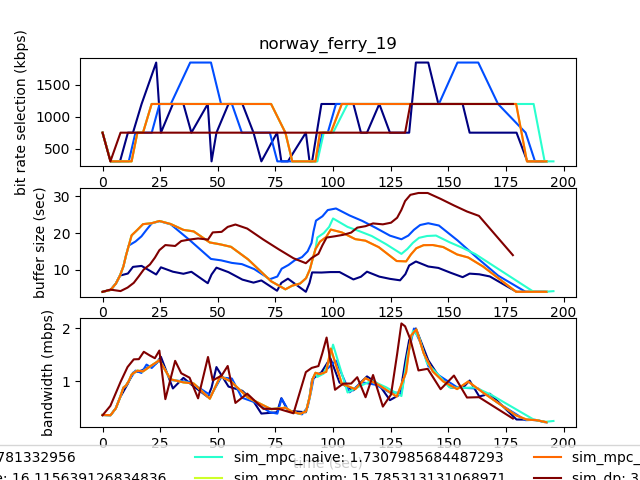 norway_ferry_19
bit rate selection (kbps)
1500
1000
500
0 25 50 75 100 125 150 175 200
buffer size (sec)
30
20
10
0 25 50 75 100 125 150 175 200
bandwidth (mbps)
2
1
0 25 50 75 100 125 150 175 200
time (sec)
781332956 sim_mpc_naive: 1.7307985684487293 sim_mpc
: 16.115639126834836 sim_mpc_optim: 15.785313131068971 sim_dp: 3